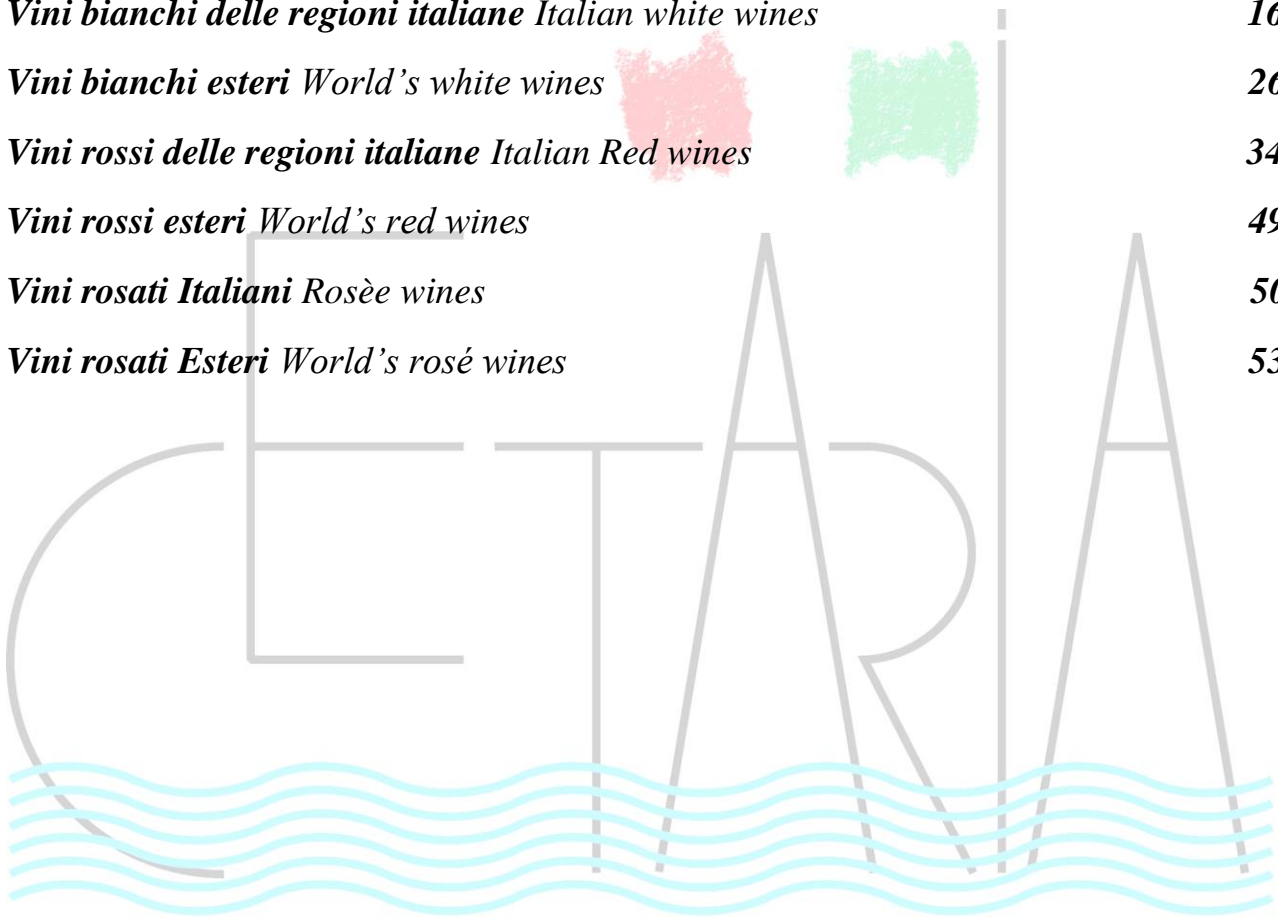 Vini bianchi delle regioni italiane Italian white wines 16
Vini bianchi esteri World's white wines 26
Vini rossi delle regioni italiane Italian Red wines 34
Vini rossi esteri World's red wines 49
Vini rosati Italiani Rosèe wines 50
Vini rosati Esteri World's rosé wines 53
CETARIA